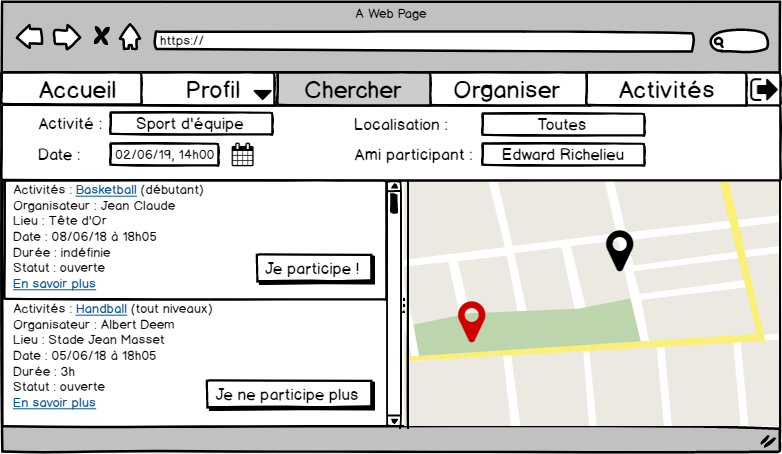 A Web Page
https://
Accueil Profil Chercher Organiser Activités
Activité : Sport d'équipe Localisation : Toutes
Date : 02/06/19, 14h00 Ami participant : Edward Richelieu
Activités : Basketball (débutant)
Organisateur : Jean Claude
Lieu : Tête d'Or
Date : 08/06/18 à 18h05
Durée : indéfinie
Statut : ouverte
Je participe !
En savoir plus
Activités : Handball (tout niveaux)
Organisateur : Albert Deem
Lieu : Stade Jean Masset
Date : 05/06/18 à 18h05
Durée : 3h
Statut : ouverte
Je ne participe plus
En savoir plus